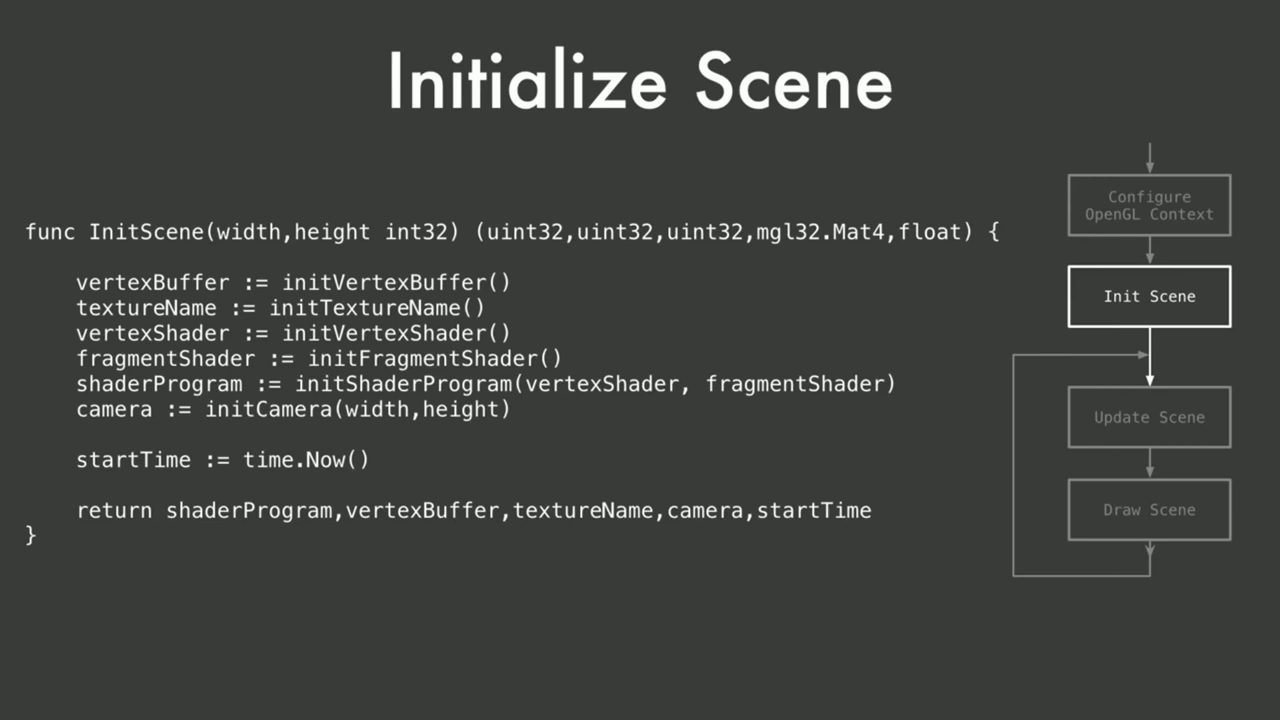 Initialize Scene
func InitScene(width,height int32) (uint32,uint32,uint32,mgl32.Mat4,float) {
vertexBuffer := initVertexBuffer()
textureName := initTextureName()
vertexShader := initVertexShader()
fragmentShader := initFragmentShader()
shaderProgram := initShaderProgram(vertexShader, fragmentShader)
camera := initCamera(width,height)
startTime := time.Now()
return shaderProgram,vertexBuffer,textureName,camera,startTime
}
Configure
OpenGL Context
Init Scene
Update Scene
Draw Scene